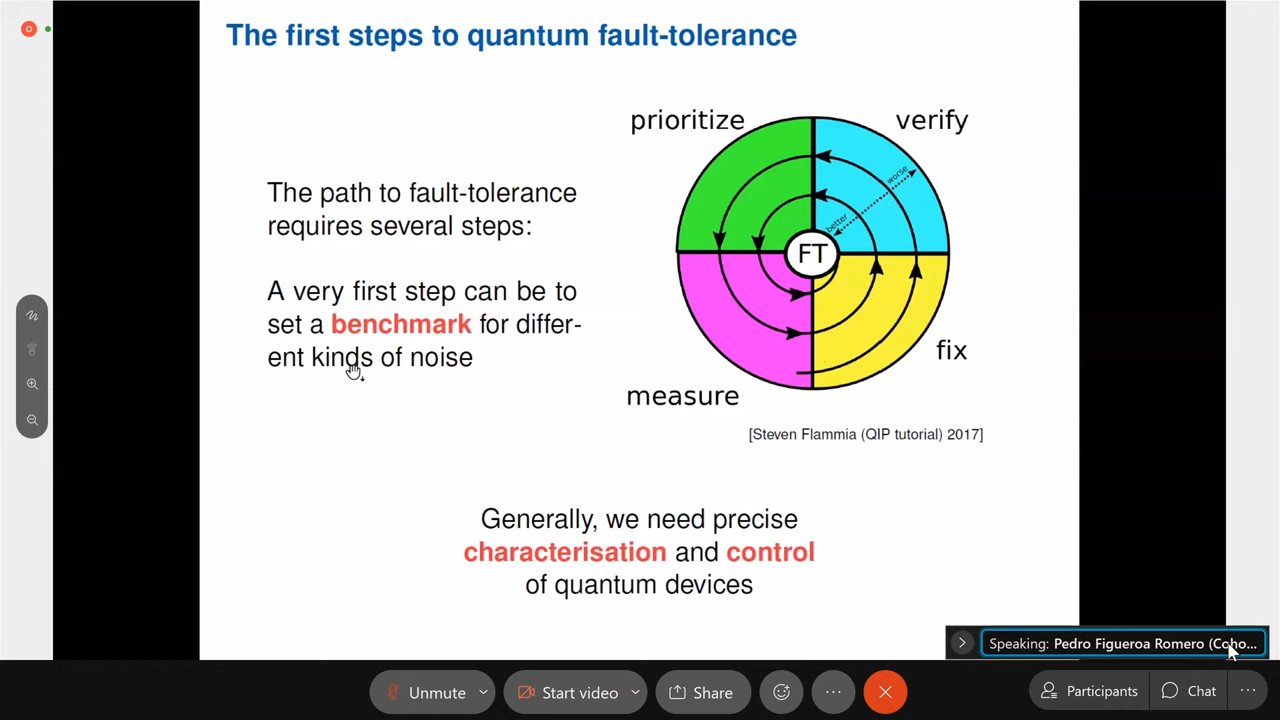 The first steps to quantum fault-tolerance
prioritize
verify
The path to fault-tolerance
requires several steps:
worse
better
FT
A very first step can be to
set a benchmark for differ-
ent kinds of noise
fix
measure
[Steven Flammia (QIP tutorial) 2017]
Generally, we need precise
characterisation and control
of quantum devices
Speaking: Pedro Figueroa Romero (Coho...
Unmute
Start video
Share
Participants
Chat